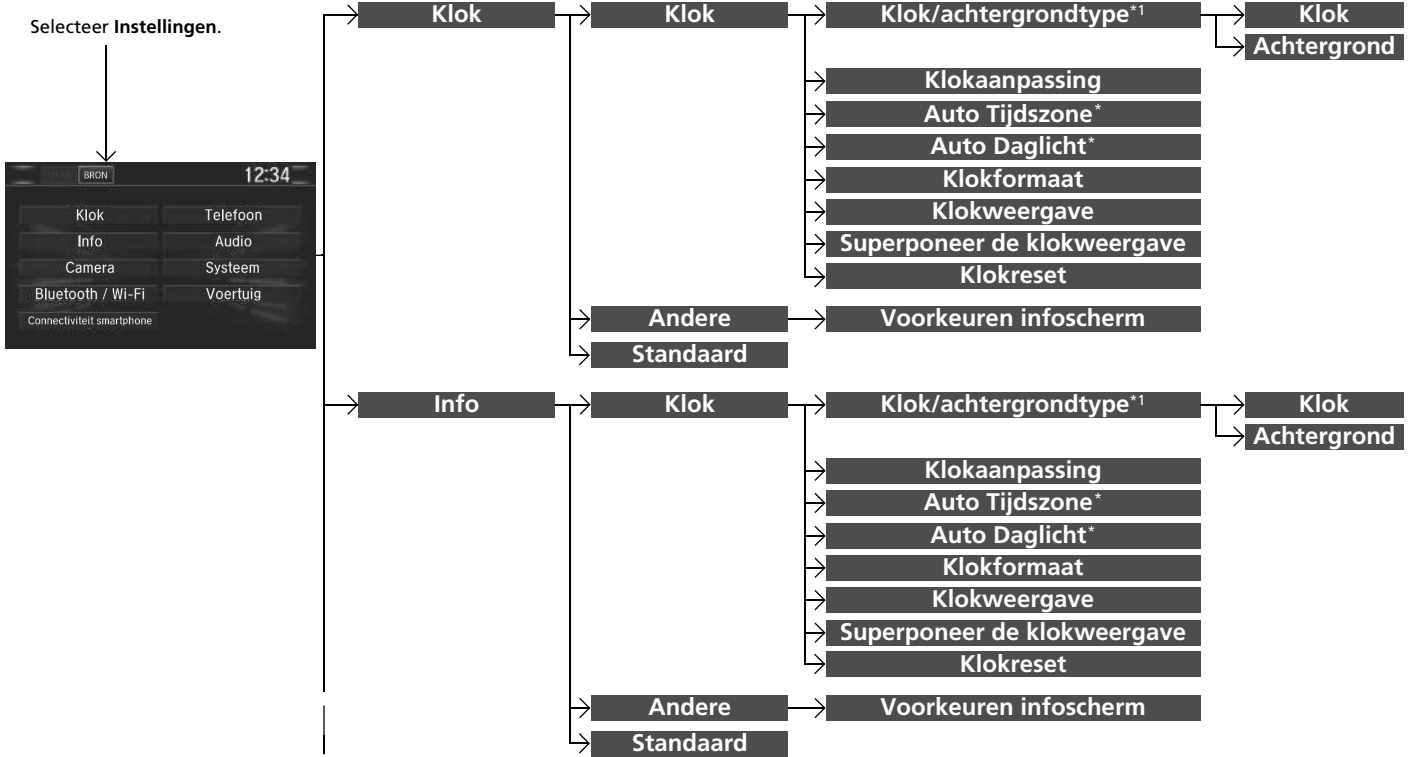 Selecteer Instellingen.
BRON
12:34
Klok Telefoon
Info Audio
Camera Systeem
Bluetooth / Wi-Fi Voertuig
Connectiviteit smartphone
Klok
Klok
Klok/achtergrondtype*1
Klok
Achtergrond
Klokaanpassing
Auto Tijdszone*
Auto Daglicht*
Klokformaat
Klokweergave
Superponeer de klokweergave
Klokreset
Andere
Voorkeuren infoscherm
Standaard
Info
Klok
Klok/achtergrondtype*1
Klok
Achtergrond
Klokaanpassing
Auto Tijdszone*
Auto Daglicht*
Klokformaat
Klokweergave
Superponeer de klokweergave
Klokreset
Andere
Voorkeuren infoscherm
Standaard